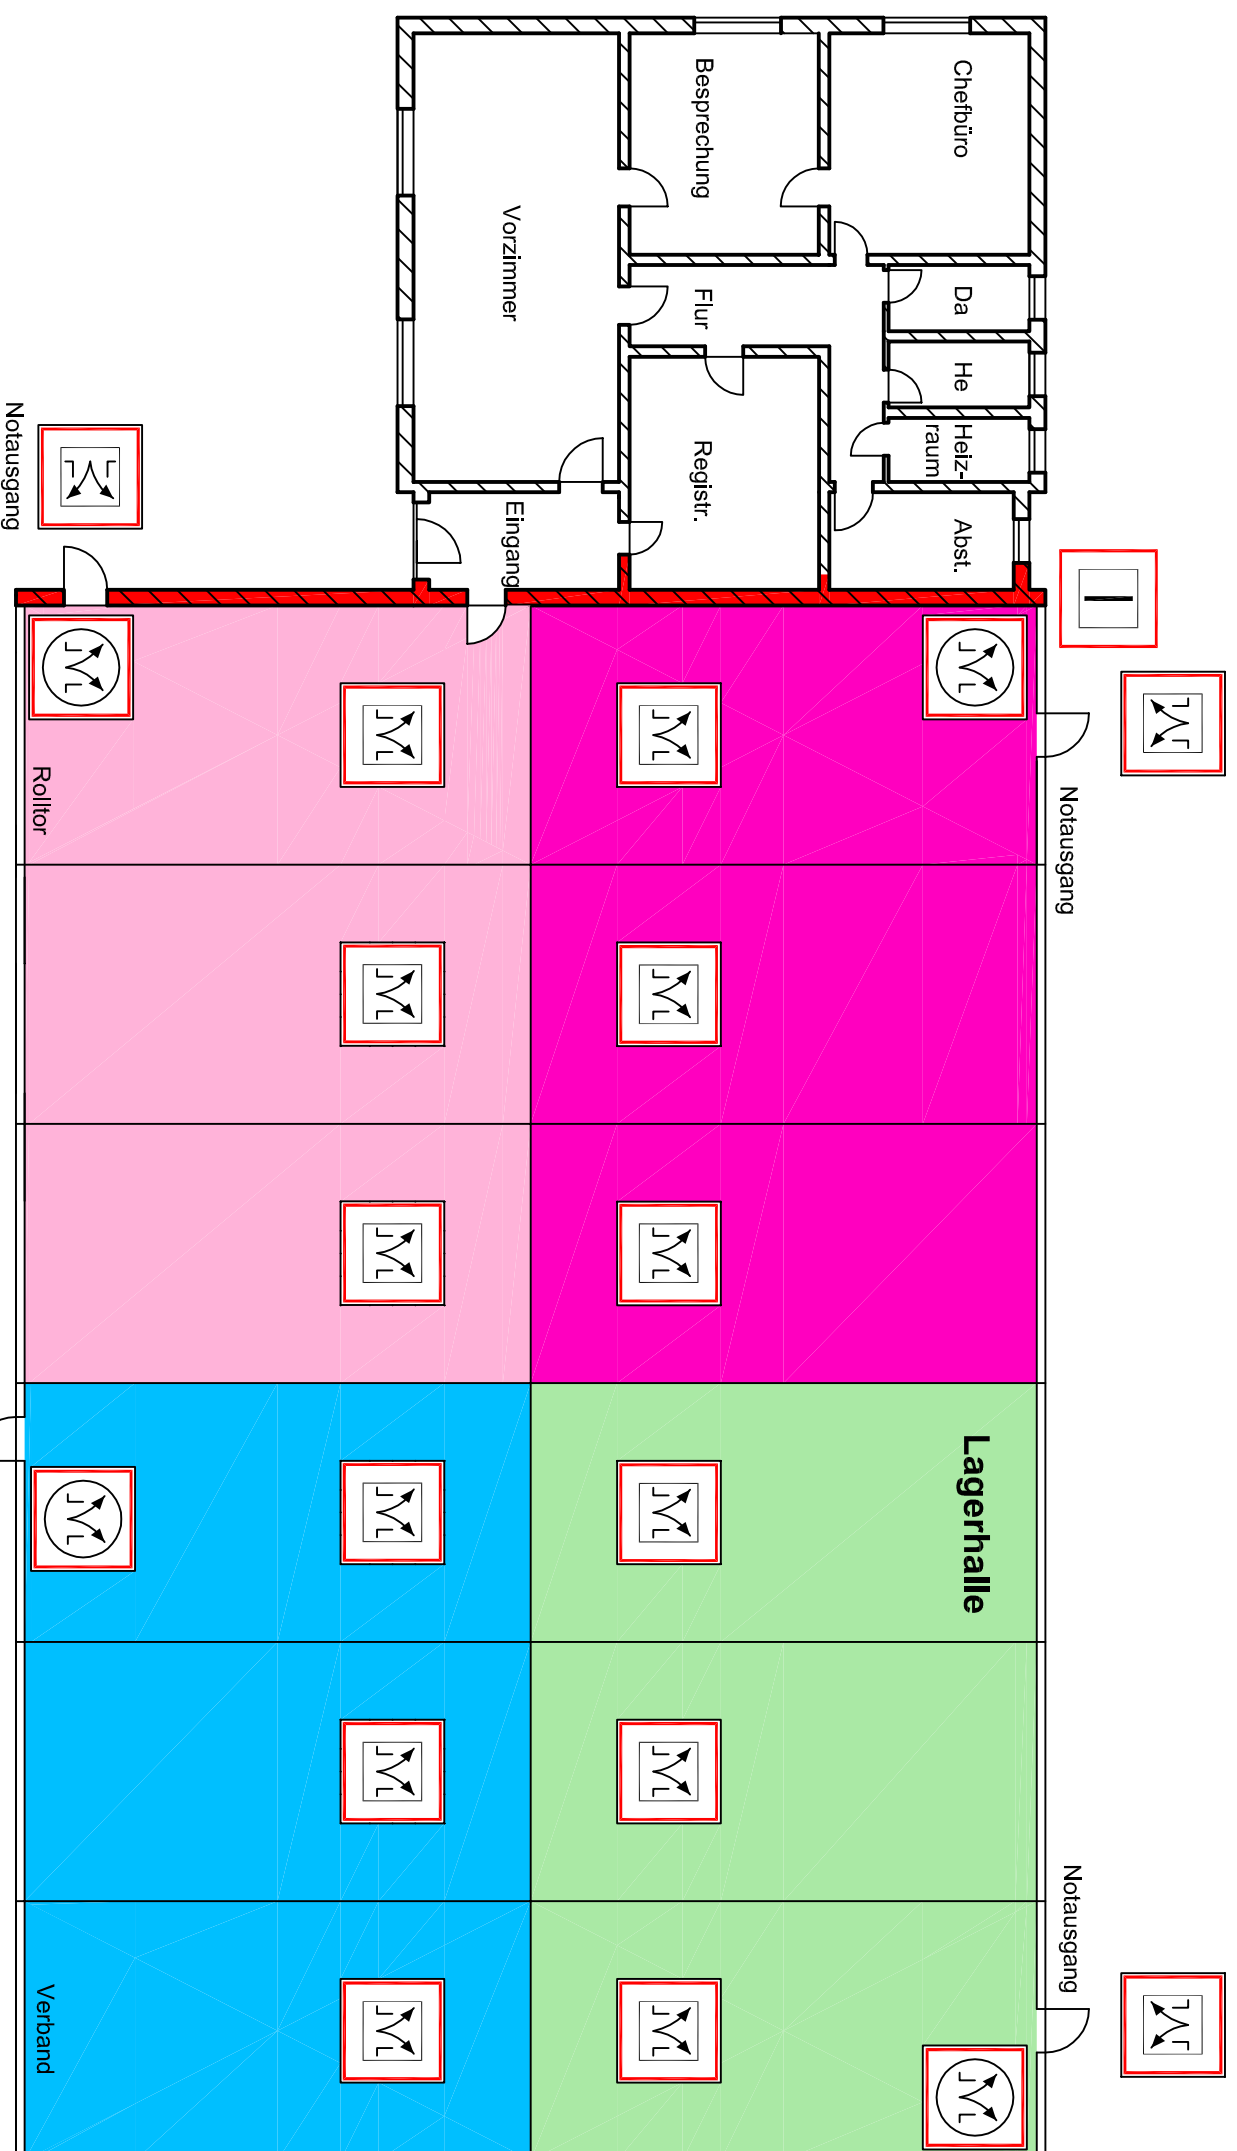 Chefbüro
Da
He
Heiz-
raum
Abst.
Besprechung
Flur
Registr.
Vorzimmer
Eingang
Notausgang
Notausgang
Notausgang
Lagerhalle
Rolltor
Verband